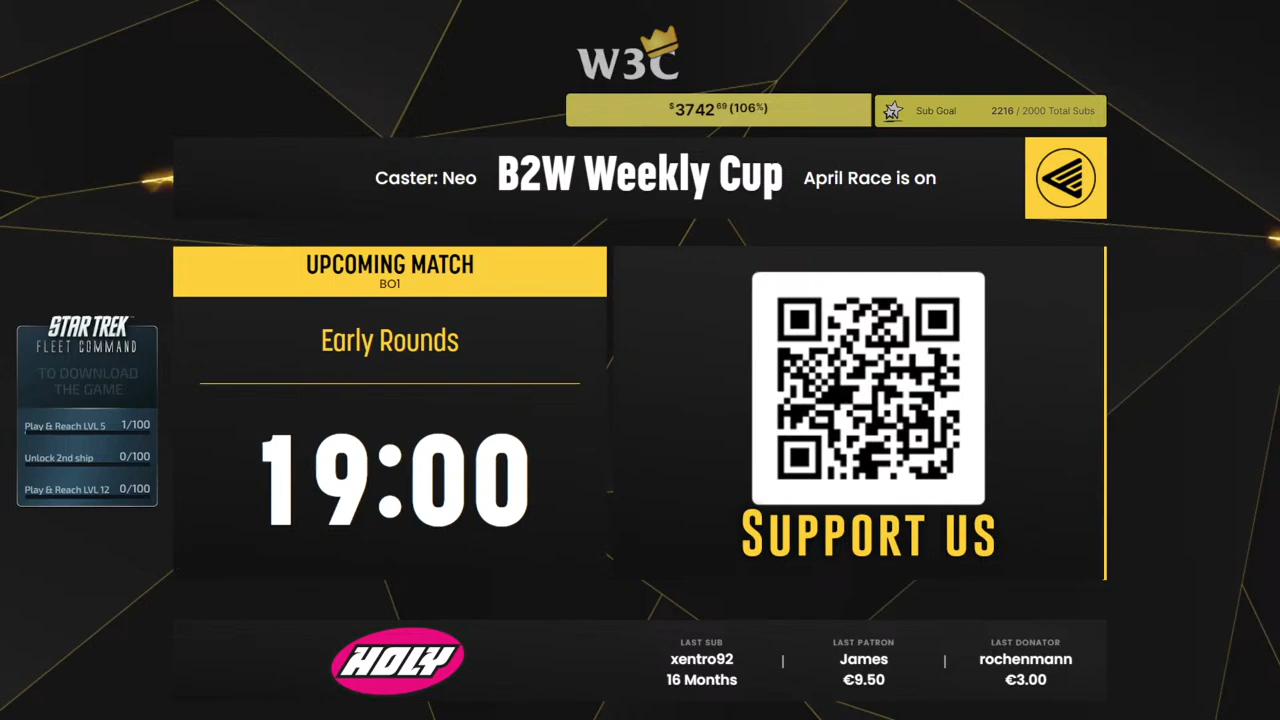 W3C
$3742 69 (106%)
Sub Goal 2216 / 2000 Total Subs
Caster: Neo B2W Weekly Cup April Race is on
UPCOMING MATCH
BO1
Early Rounds
19:00
STAR TREK
FLEET COMMAND
TO DOWNLOAD
THE GAME
Play & Reach LVL 5 1/100
Unlock 2nd ship 0/100
Play & Reach LVL 12 0/100
SUPPORT US
HOLY
LAST SUB
xentro92
16 Months
|
LAST PATRON
James
€9.50
|
LAST DONATOR
rochenmann
€3.00